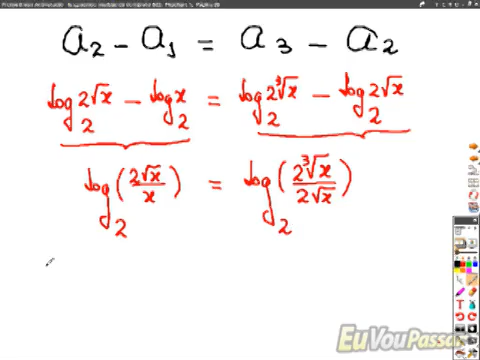 a₂ - a₁ = a₃ - a₂
log₂ 2√x - log₂ x = log₂ 2∛x - log₂ 2√x
log₂ (2√x / x) = log₂ (2∛x / 2√x)
EuVouPassar